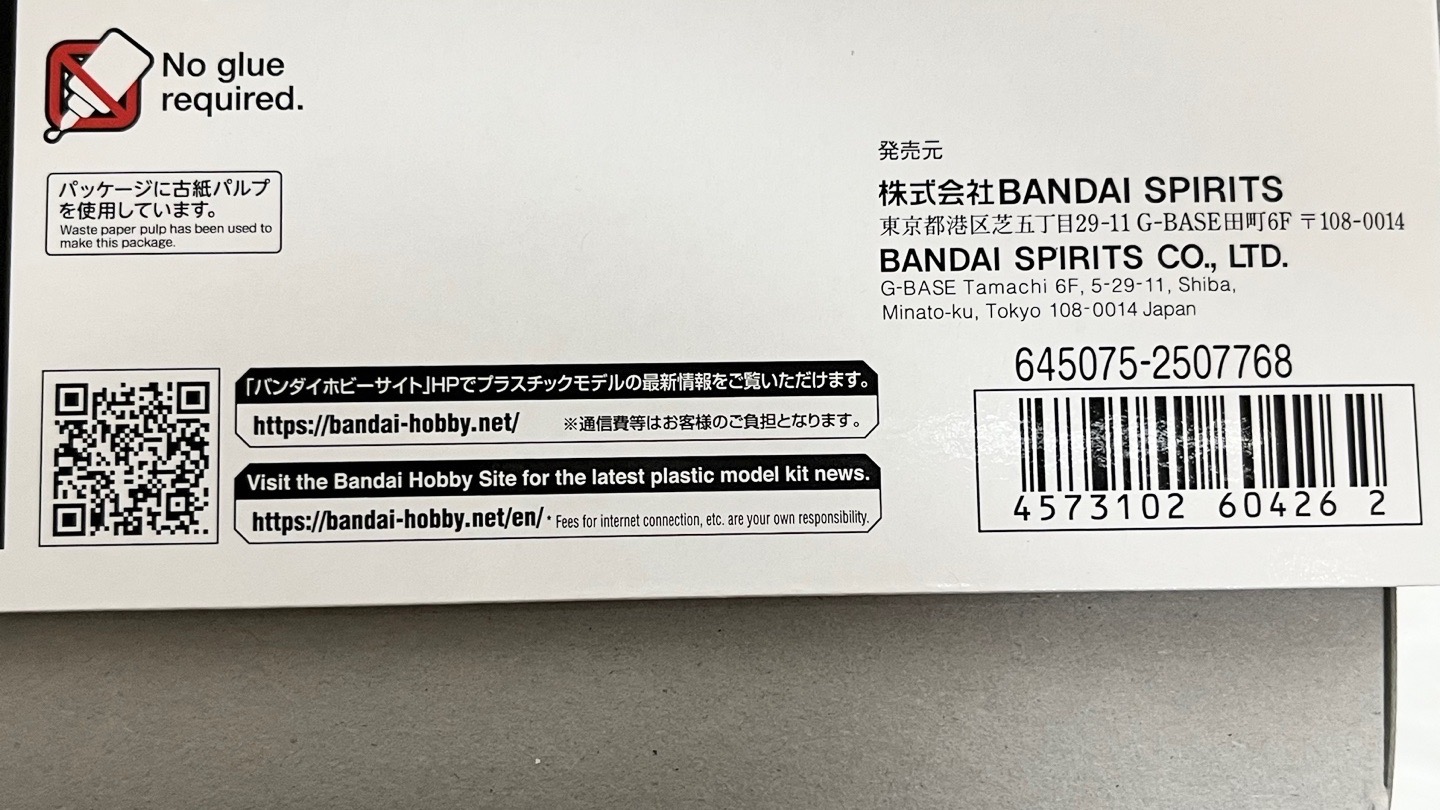 No glue
required.
パッケージに古紙パルプ
を使用しています。
Waste paper pulp has been used to
make this package.
発売元
株式会社BANDAI SPIRITS
東京都港区芝五丁目29-11 G-BASE田町6F 〒108-0014
BANDAI SPIRITS CO., LTD.
G-BASE Tamachi 6F, 5-29-11, Shiba,
Minato-ku, Tokyo 108-0014 Japan
「バンダイホビーサイト」HPでプラスチックモデルの最新情報をご覧いただけます。
https://bandai-hobby.net/ ※通信費等はお客様のご負担となります。
Visit the Bandai Hobby Site for the latest plastic model kit news.
https://bandai-hobby.net/en/ • Fees for internet connection, etc. are your own responsibility.
645075-2507768
4573102 60426 2